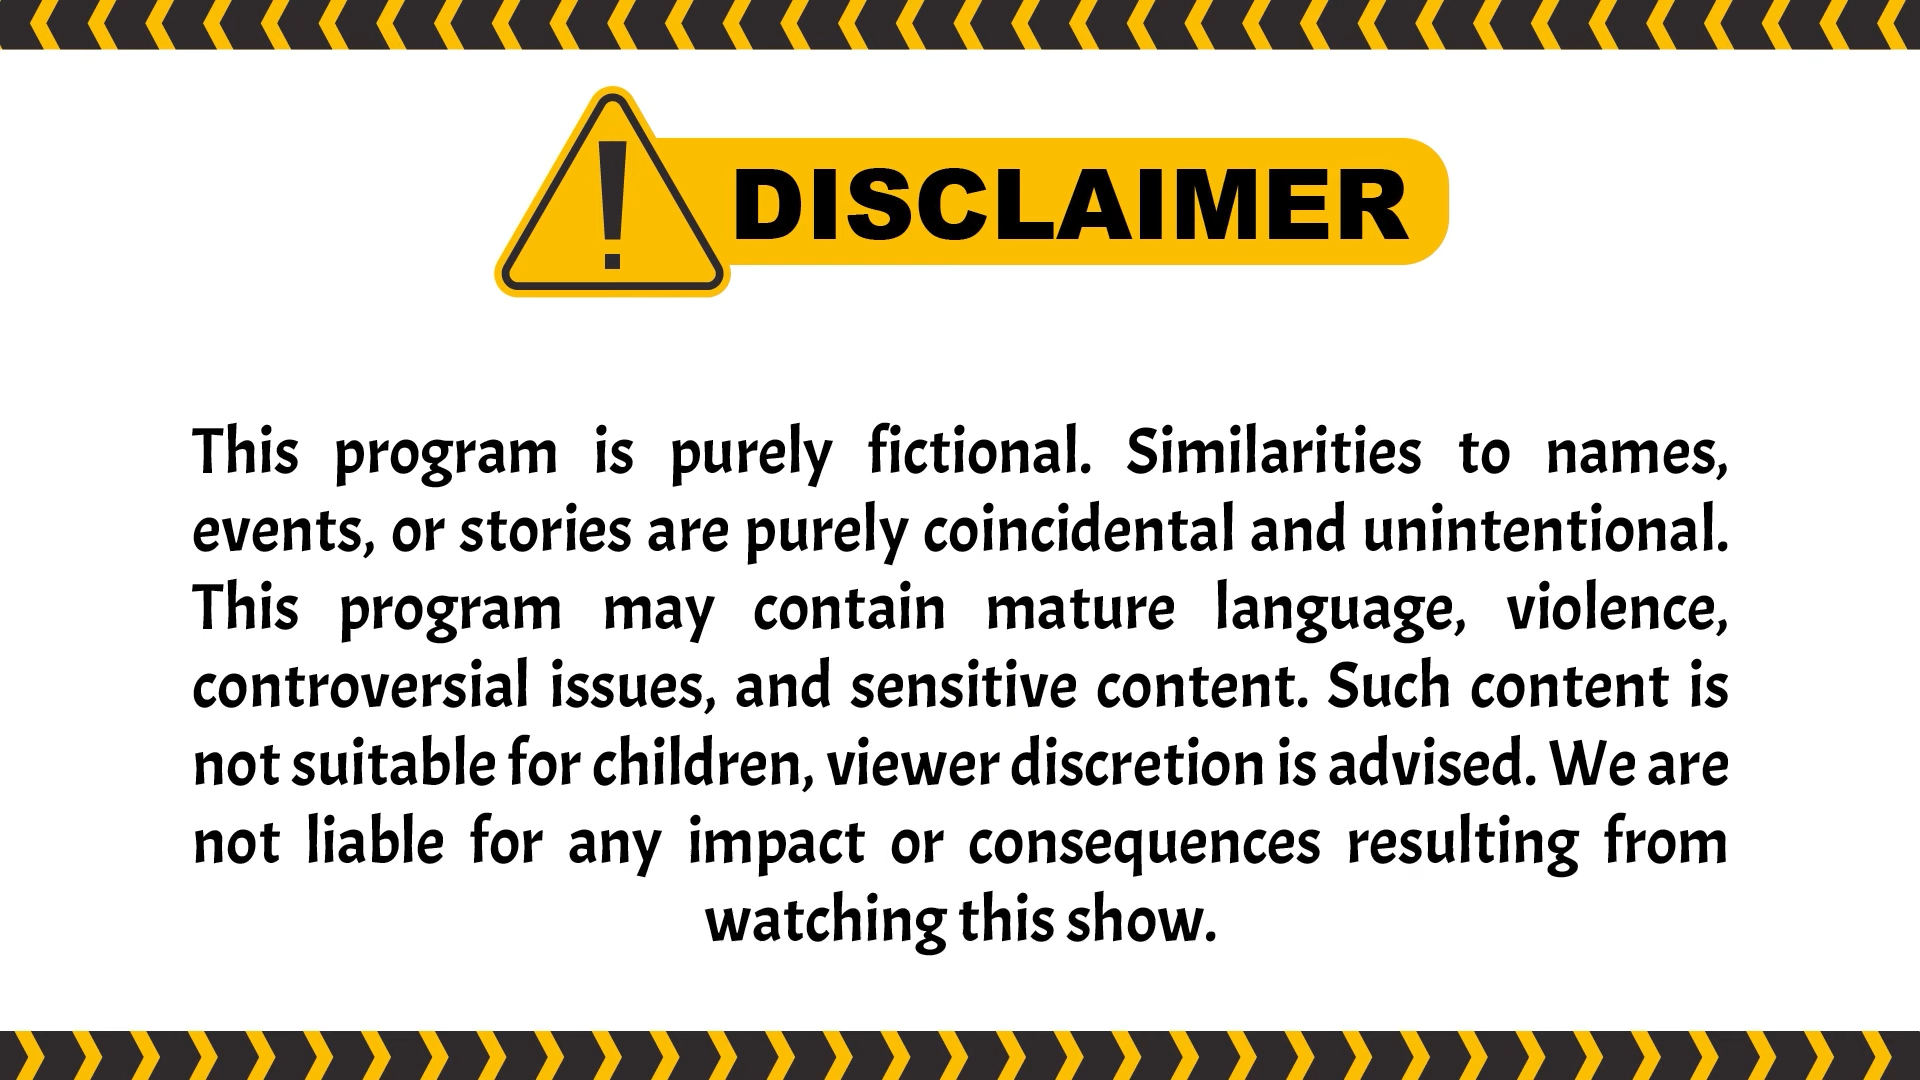 DISCLAIMER
This program is purely fictional. Similarities to names,
events, or stories are purely coincidental and unintentional.
This program may contain mature language, violence,
controversial issues, and sensitive content. Such content is
not suitable for children, viewer discretion is advised. We are
not liable for any impact or consequences resulting from
watching this show.